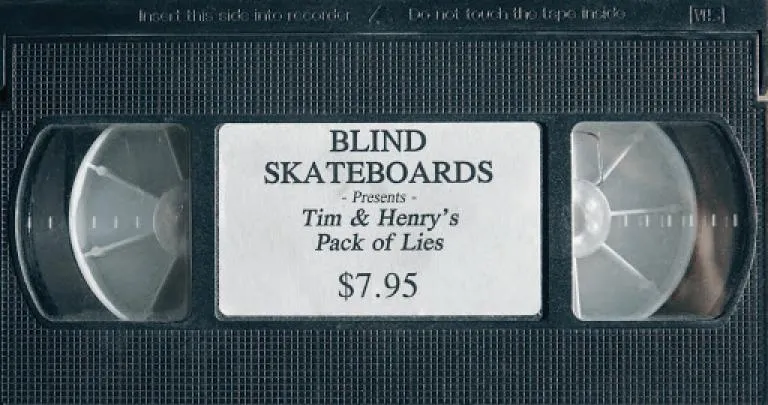 Insert this side into recorder Do not touch the tape inside VHS
BLIND
SKATEBOARDS
- Presents -
Tim & Henry's
Pack of Lies
$7.95